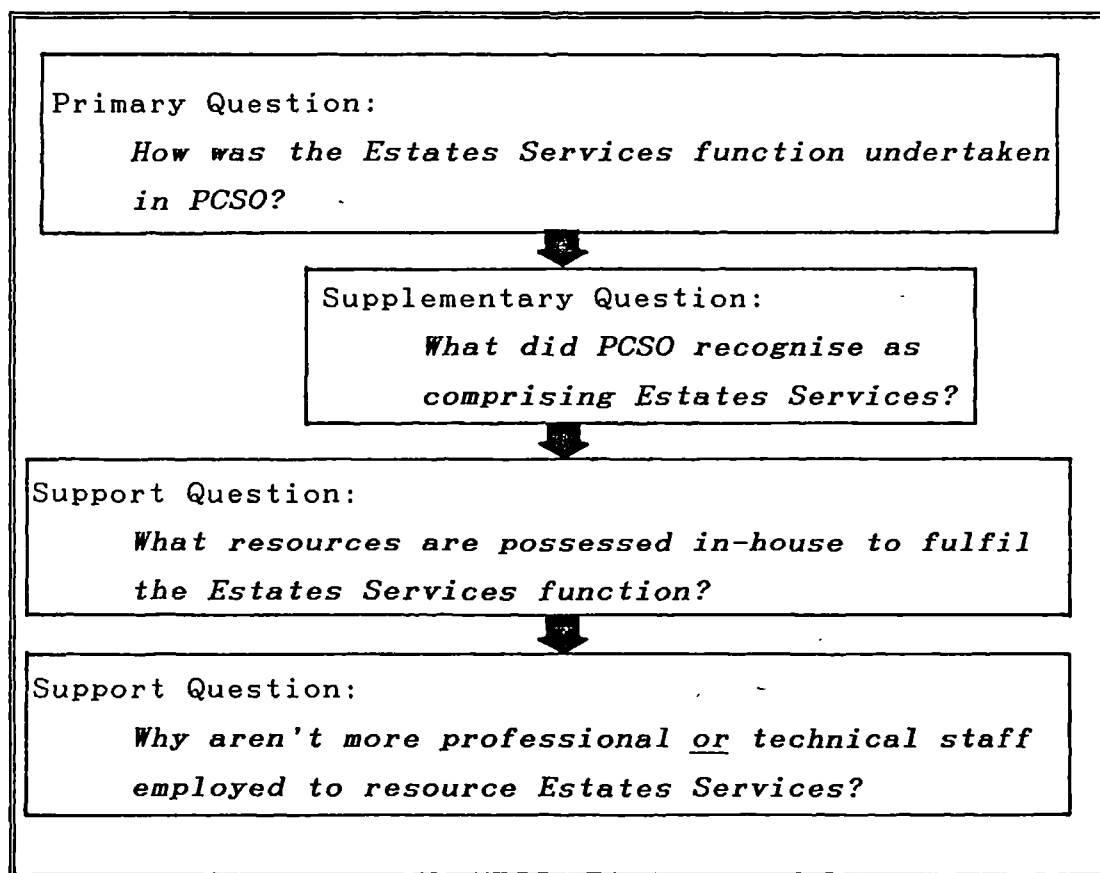 Primary Question:
How was the Estates Services function undertaken
in PCSO?
Supplementary Question:
What did PCSO recognise as
comprising Estates Services?
Support Question:
What resources are possessed in-house to fulfil
the Estates Services function?
Support Question:
Why aren't more professional or technical staff
employed to resource Estates Services?